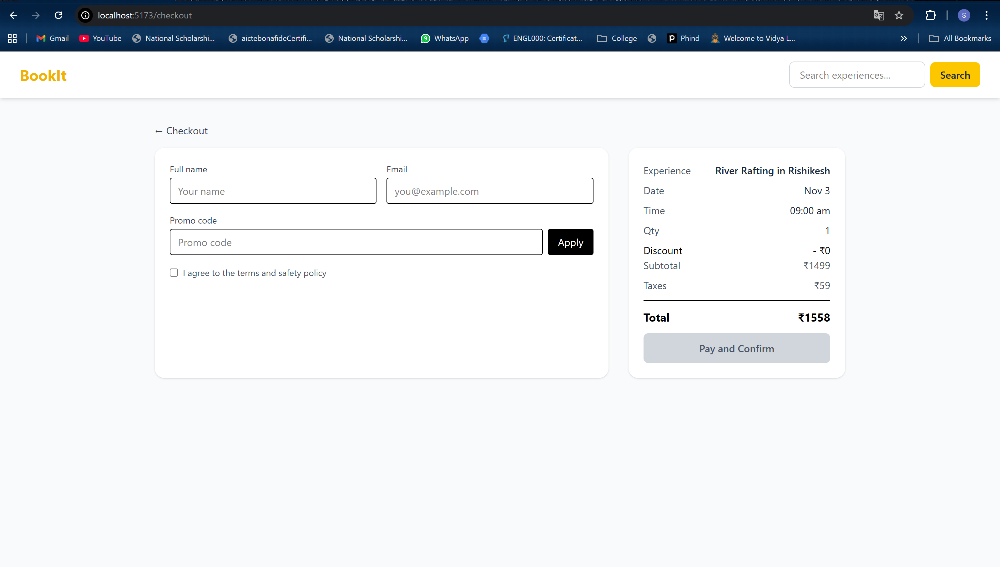 localhost:5173/checkout
S
Gmail
YouTube
National Scholarshi...
aictebonafideCertifi...
National Scholarshi...
9
WhatsApp
ENGL000: Certificat...
College
Phind
Welcome to Vidya L...
All Bookmarks
BookIt
Search experiences...
Search
← Checkout
Full name
Email
Your name
you@example.com
Promo code
Promo code
Apply
I agree to the terms and safety policy
Experience River Rafting in Rishikesh
Date Nov 3
Time 09:00 am
Qty 1
Discount - ₹0
Subtotal ₹1499
Taxes ₹59
Total ₹1558
Pay and Confirm